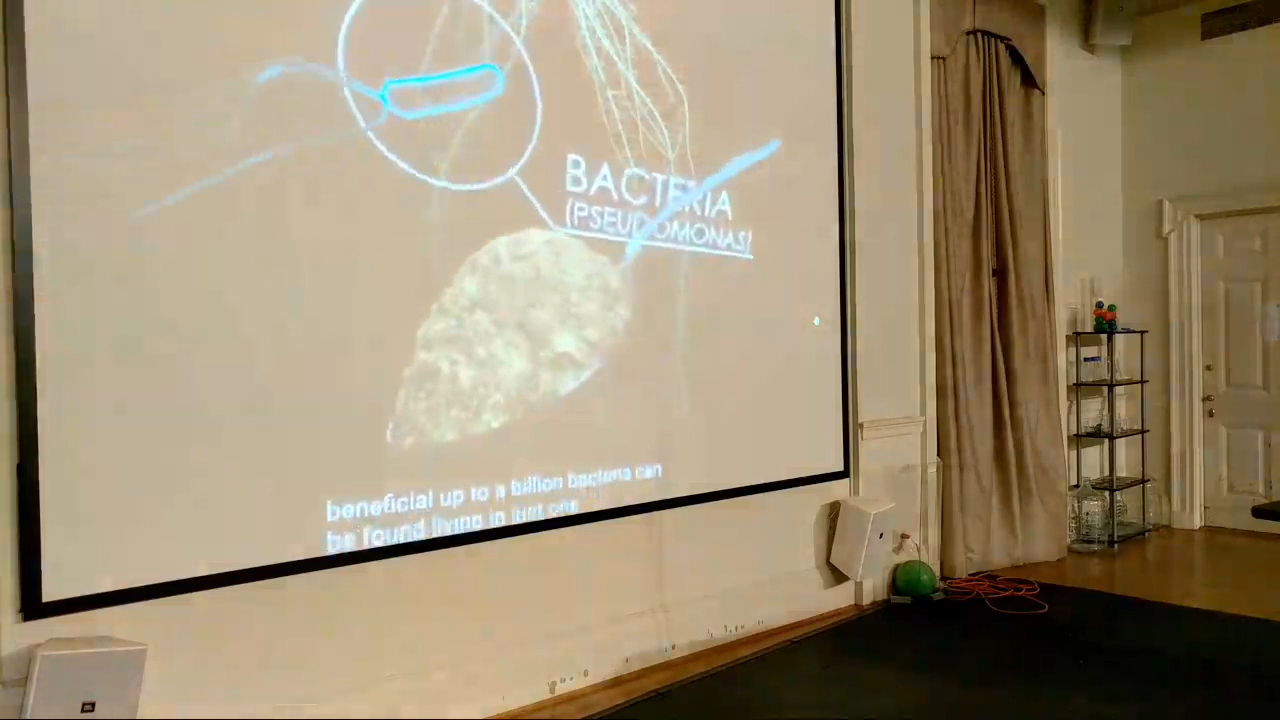 BACTERIA
(PSEUDOMONAS)
beneficial up to a billion bacteria can
be found living in just one